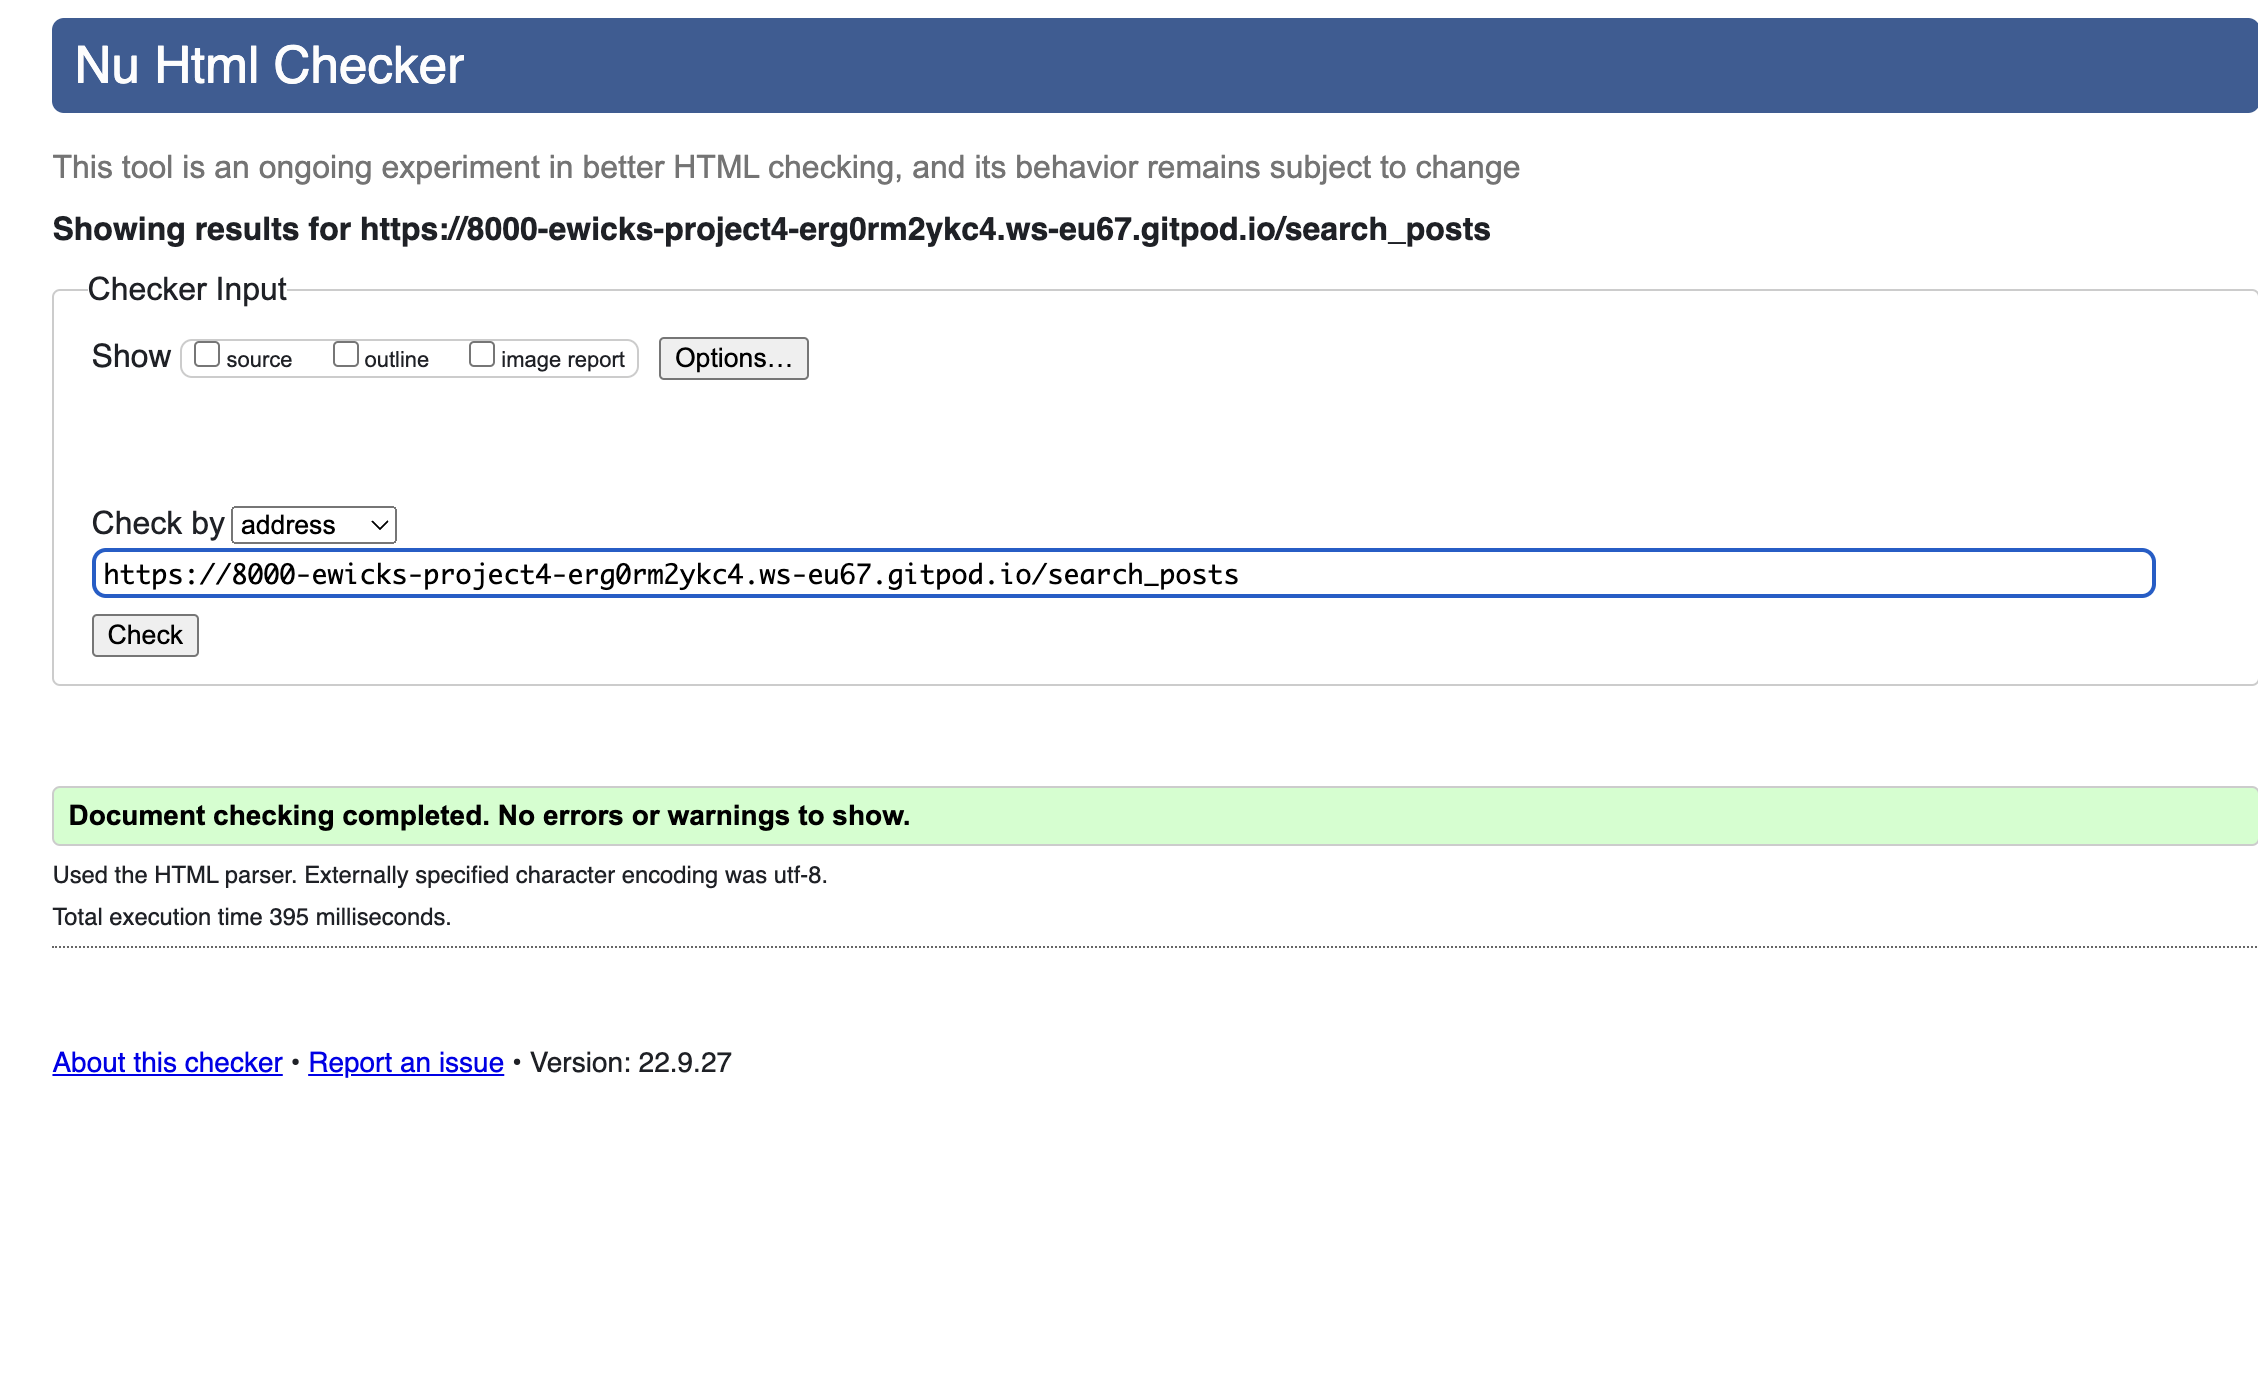 Nu Html Checker
This tool is an ongoing experiment in better HTML checking, and its behavior remains subject to change
Showing results for https://8000-ewicks-project4-erg0rm2ykc4.ws-eu67.gitpod.io/search_posts
Checker Input
Show source outline image report Options...
Check by address
https://8000-ewicks-project4-erg0rm2ykc4.ws-eu67.gitpod.io/search_posts
Check
Document checking completed. No errors or warnings to show.
Used the HTML parser. Externally specified character encoding was utf-8.
Total execution time 395 milliseconds.
About this checker • Report an issue • Version: 22.9.27